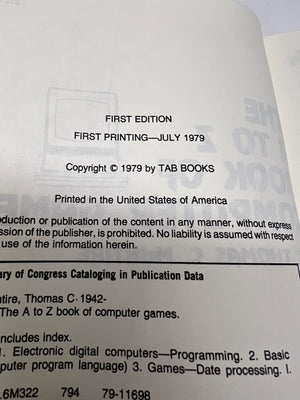 FIRST EDITION
FIRST PRINTING—JULY 1979
Copyright © 1979 by TAB BOOKS
Printed in the United States of America
oduction or publication of the content in any manner, without express
ssion of the publisher, is prohibited. No liability is assumed with respect
use of the information herein.
ary of Congress Cataloging in Publication Data
ntire, Thomas C· 1942-
The A to Z book of computer games.
ncludes index.
1. Electronic digital computers—Programming. 2. Basic
puter program language) 3. Games—Date processing. I.
.6M322 794 79-11698